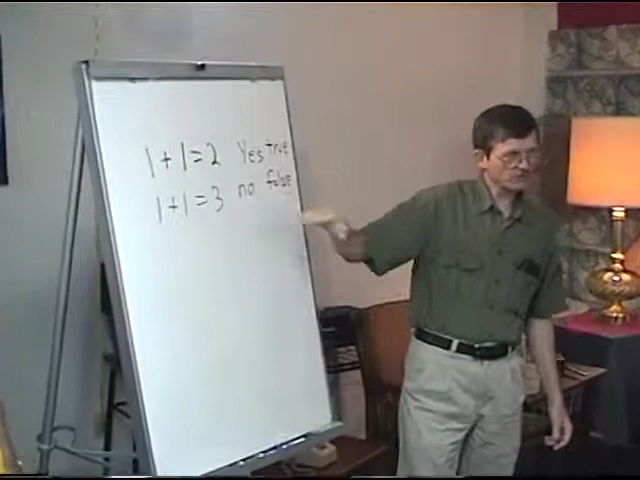 1+1=2 Yes true
1+1=3 no false